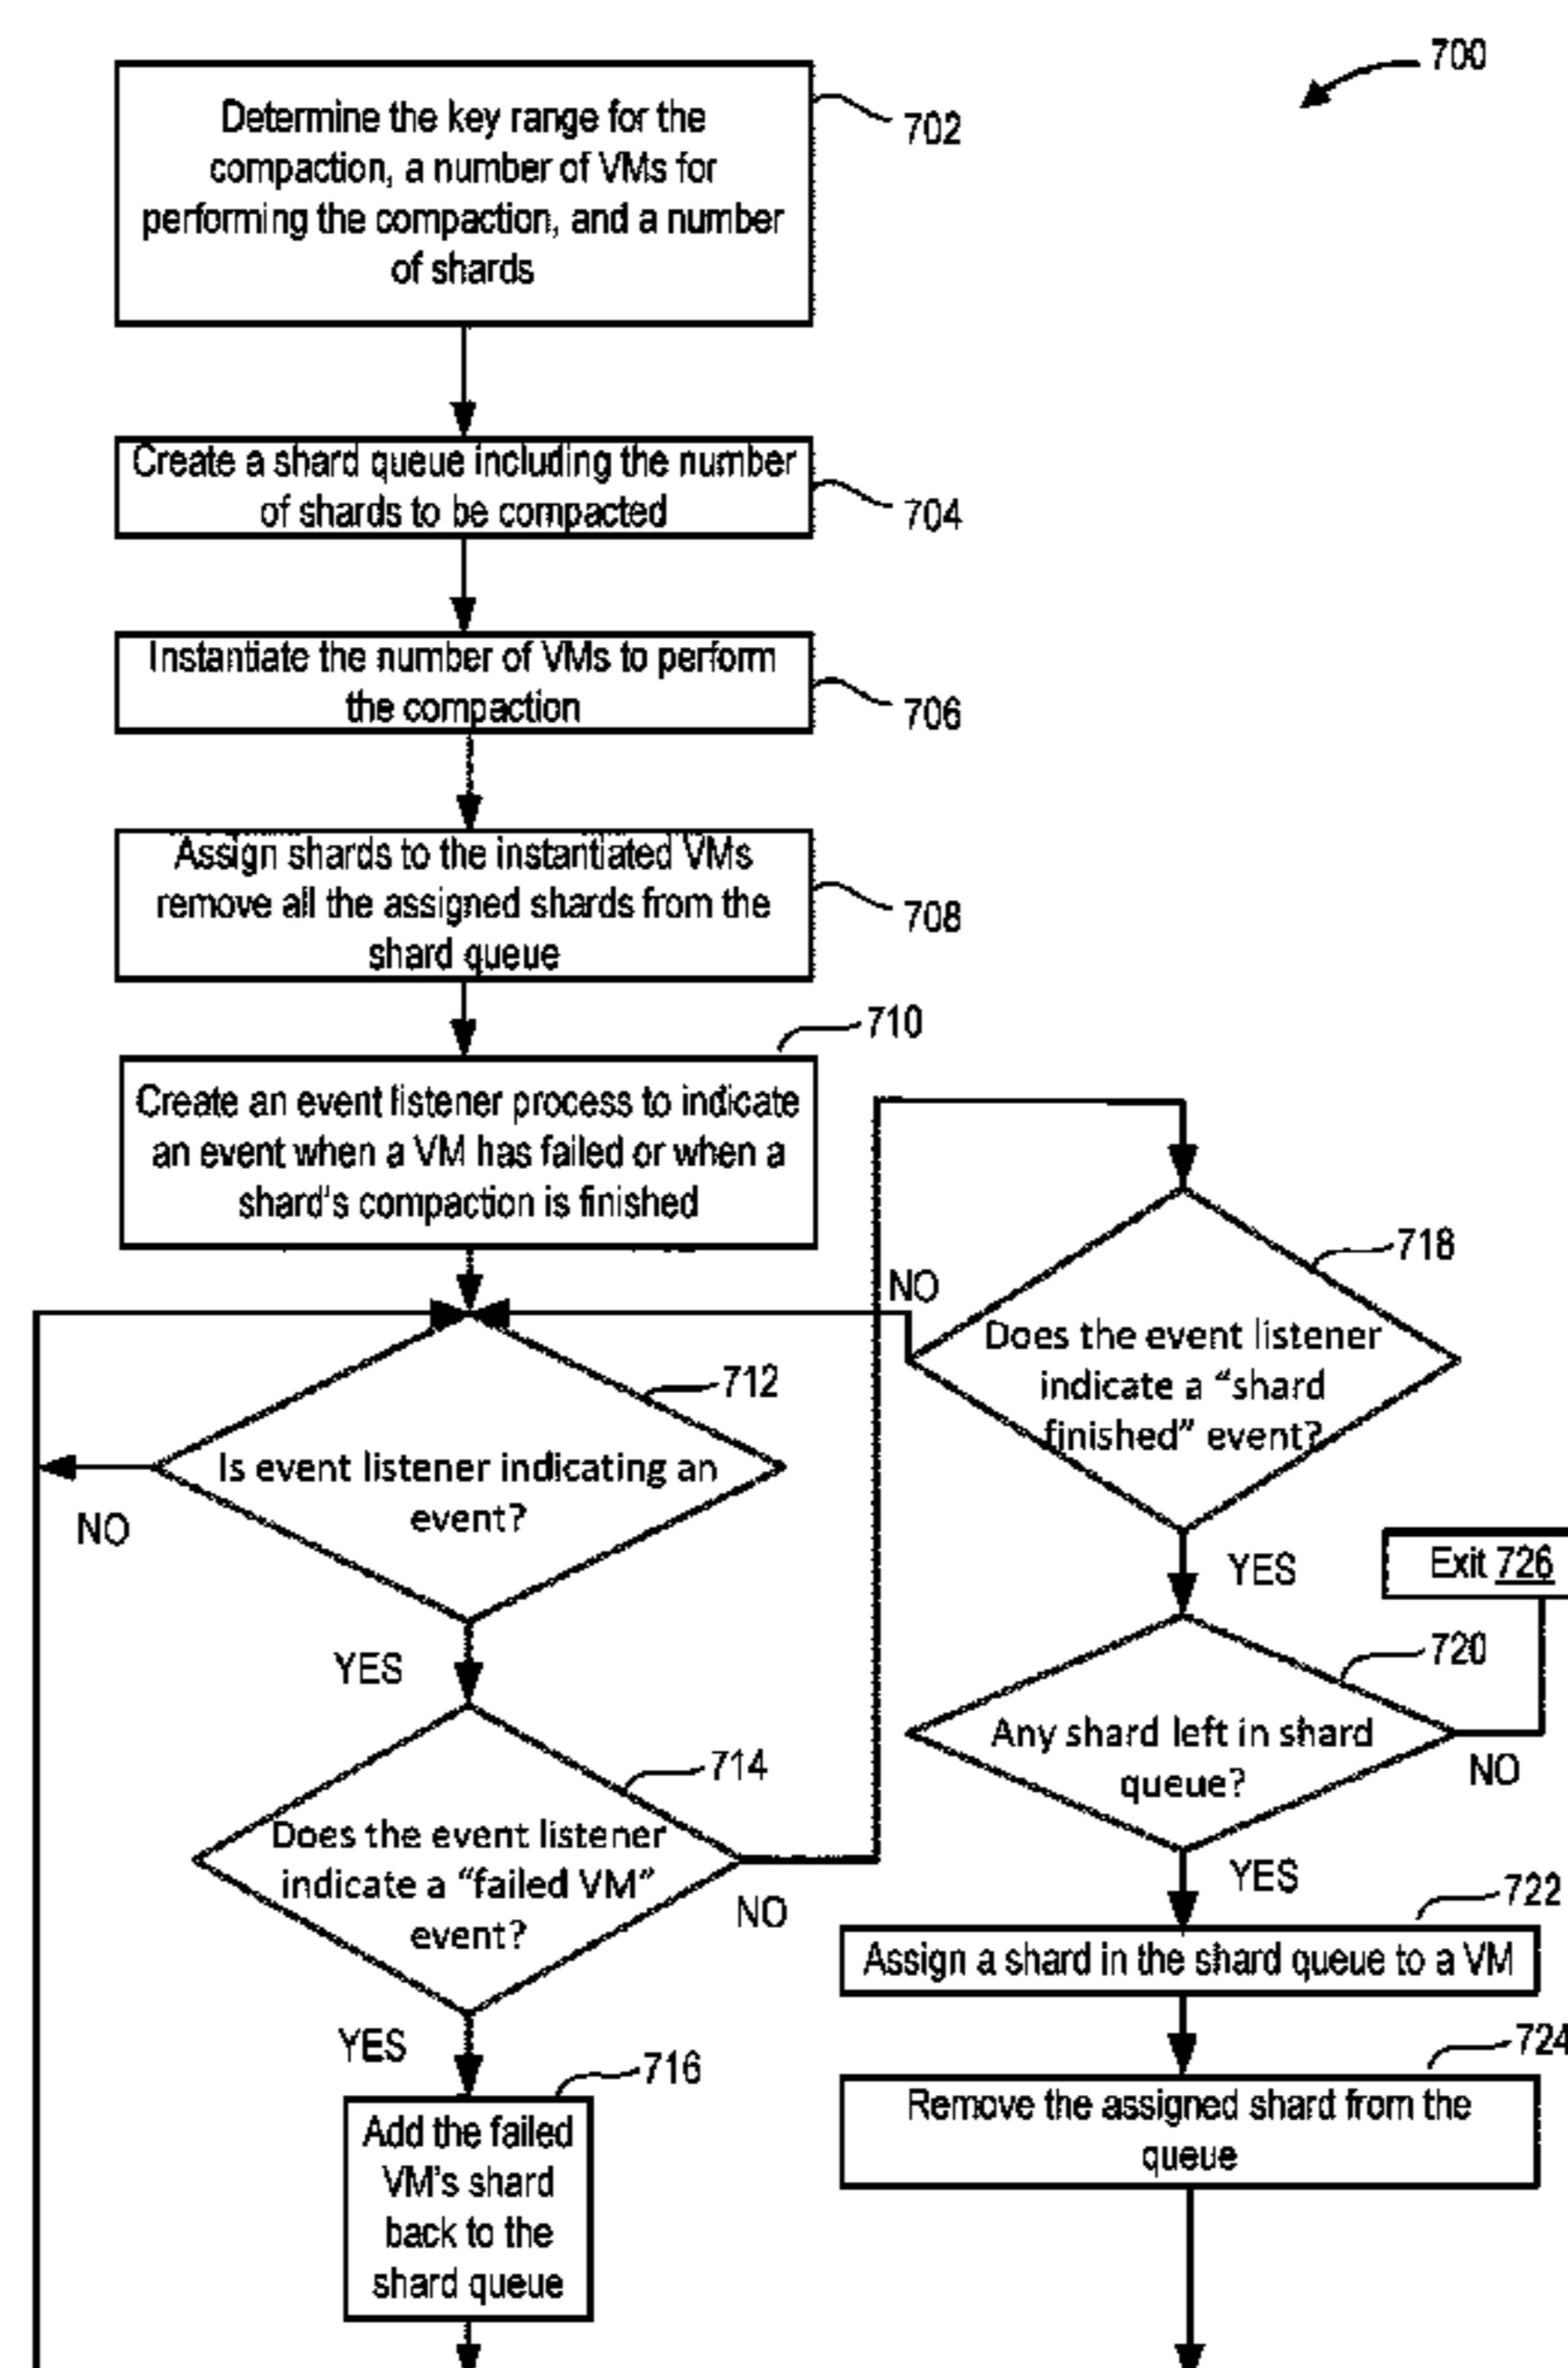 700
Determine the key range for the
compaction, a number of VMs for
performing the compaction, and a number
of shards
702
Create a shard queue including the number
of shards to be compacted
704
Instantiate the number of VMs to perform
the compaction
706
Assign shards to the instantiated VMs
remove all the assigned shards from the
shard queue
708
710
Create an event listener process to indicate
an event when a VM has failed or when a
shard's compaction is finished
712
Is event listener indicating an
event?
NO
YES
714
Does the event listener
indicate a “failed VM”
event?
NO
YES
716
Add the failed
VM's shard
back to the
shard queue
718
NO
Does the event listener
indicate a “shard
finished” event?
YES
Exit 726
720
Any shard left in shard
queue?
NO
YES
722
Assign a shard in the shard queue to a VM
724
Remove the assigned shard from the
queue